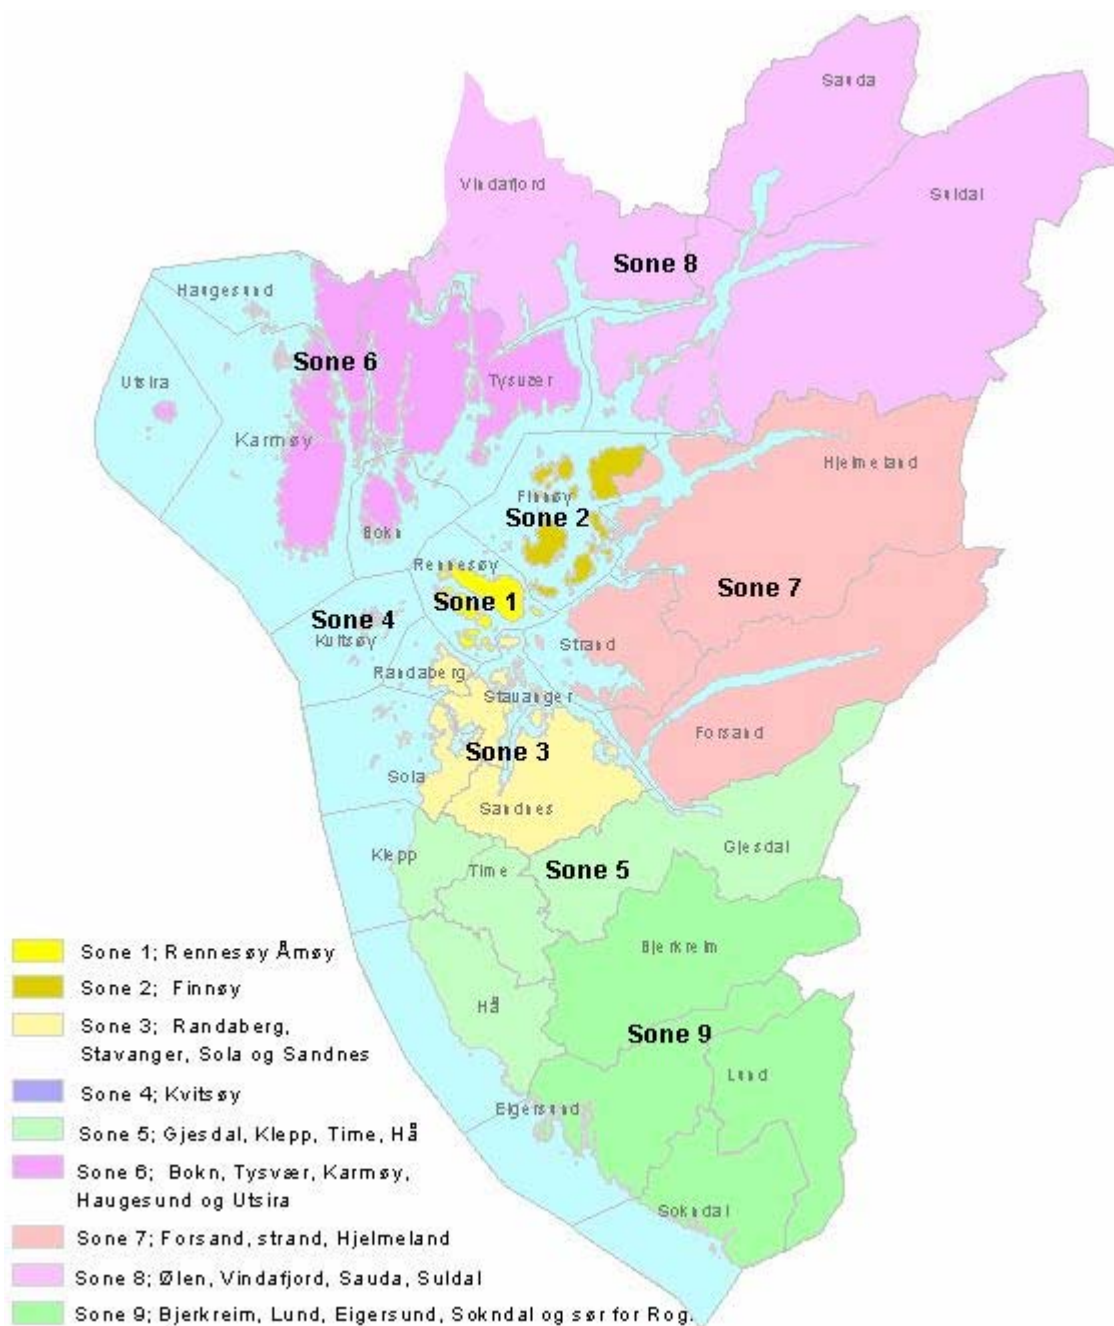 Sauda
Vindafjord
Suldal
Sone 8
Haugesund
Sone 6
Utsira
Tysvær
Karmøy
Hjelmeland
Finnøy
Sone 2
Bokn
Rennesøy
Sone 7
Sone 1
Sone 4
Kvitsøy
Strand
Randaberg
Stavanger
Forsand
Sone 3
Sola
Sandnes
Gjesdal
Klepp
Time
Sone 5
Bjerkreim
Hå
Sone 9
Lund
Eigersund
Sokndal
Sone 1; Rennesøy Åmøy
Sone 2; Finnøy
Sone 3; Randaberg,
Stavanger, Sola og Sandnes
Sone 4; Kvitsøy
Sone 5; Gjesdal, Klepp, Time, Hå
Sone 6; Bokn, Tysvær, Karmøy,
Haugesund og Utsira
Sone 7; Forsand, strand, Hjelmeland
Sone 8; Ølen, Vindafjord, Sauda, Suldal
Sone 9; Bjerkreim, Lund, Eigersund, Sokndal og sør for Rog.